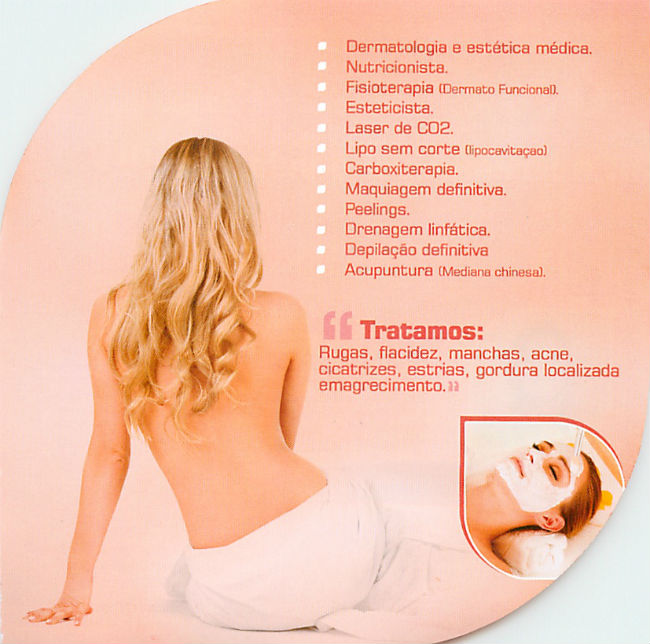 Dermatologia e estética médica.
Nutricionista.
Fisioterapia (Dermato Funcional).
Esteticista.
Laser de CO2.
Lipo sem corte (lipocavitaçao)
Carboxiterapia.
Maquiagem definitiva.
Peelings.
Drenagem linfática.
Depilação definitiva
Acupuntura (Mediana chinesa).
“ Tratamos:
Rugas, flacidez, manchas, acne,
cicatrizes, estrias, gordura localizada
emagrecimento.”